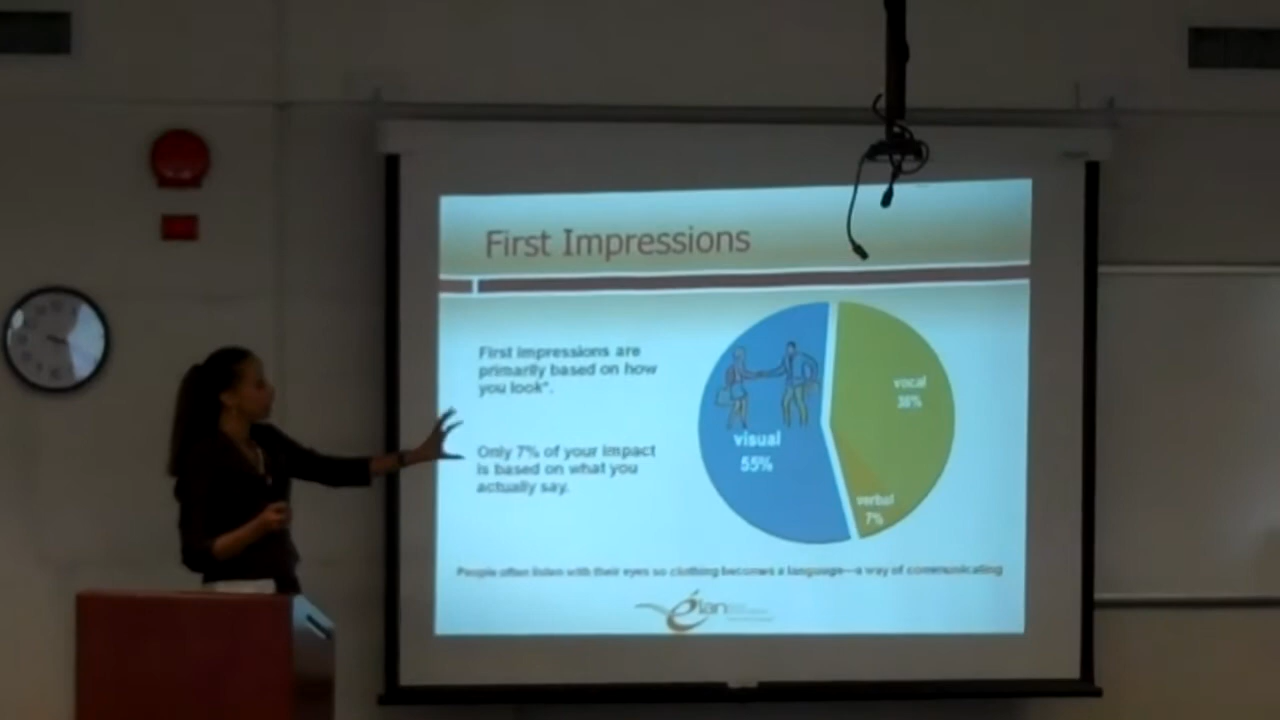 First Impressions
First impressions are
primarily based on how
you look*.
Only 7% of your impact
is based on what you
actually say.
vocal
38%
visual
55%
verbal
7%
People often listen with their eyes so clothing becomes a language—a way of communicating
élan